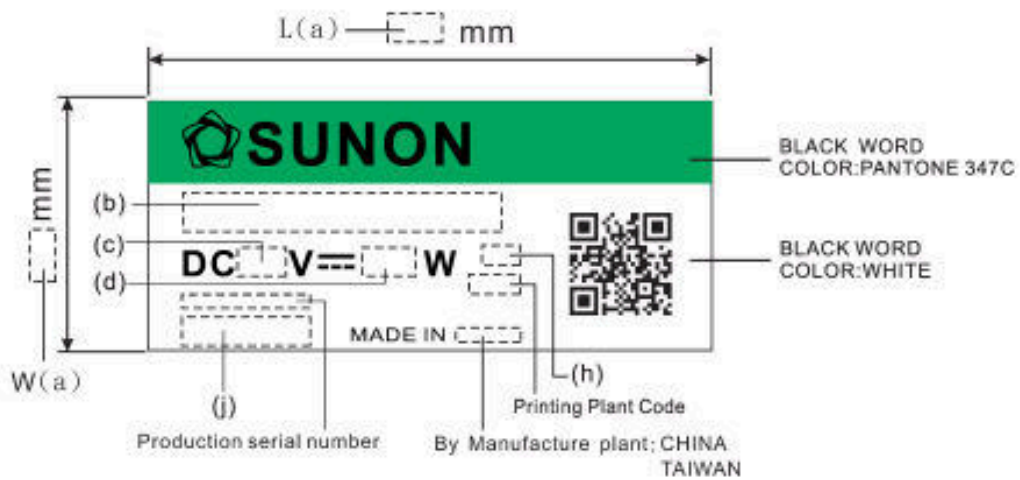 L(a) mm
SUNON
BLACK WORD
COLOR:PANTONE 347C
mm
(b)
(c)
DC V W
(d)
BLACK WORD
COLOR:WHITE
MADE IN
W(a)
(j)
(h)
Printing Plant Code
Production serial number
By Manufacture plant; CHINA
TAIWAN